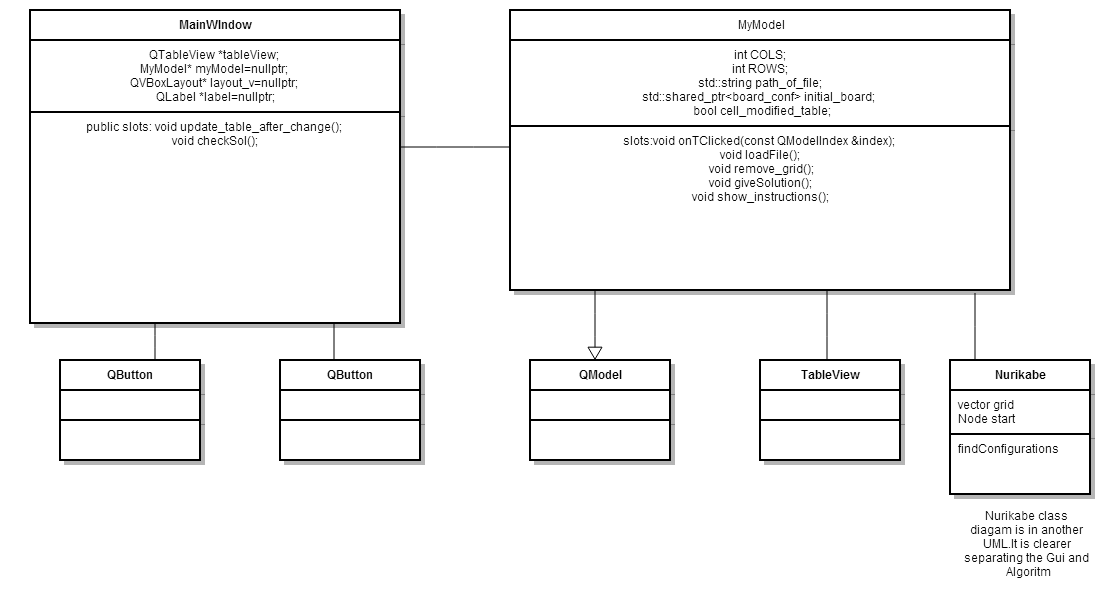 MainWIndow
QTableView *tableView;
MyModel* myModel=nullptr;
QVBoxLayout* layout_v=nullptr;
QLabel *label=nullptr;
public slots: void update_table_after_change();
void checkSol();
MyModel
int COLS;
int ROWS;
std::string path_of_file;
std::shared_ptr<board_conf> initial_board;
bool cell_modified_table;
slots:void onTClicked(const QModelIndex &index);
void loadFile();
void remove_grid();
void giveSolution();
void show_instructions();
QButton
QButton
QModel
TableView
Nurikabe
vector grid
Node start
findConfigurations
Nurikabe class
diagam is in another
UML.It is clearer
separating the Gui and
Algoritm